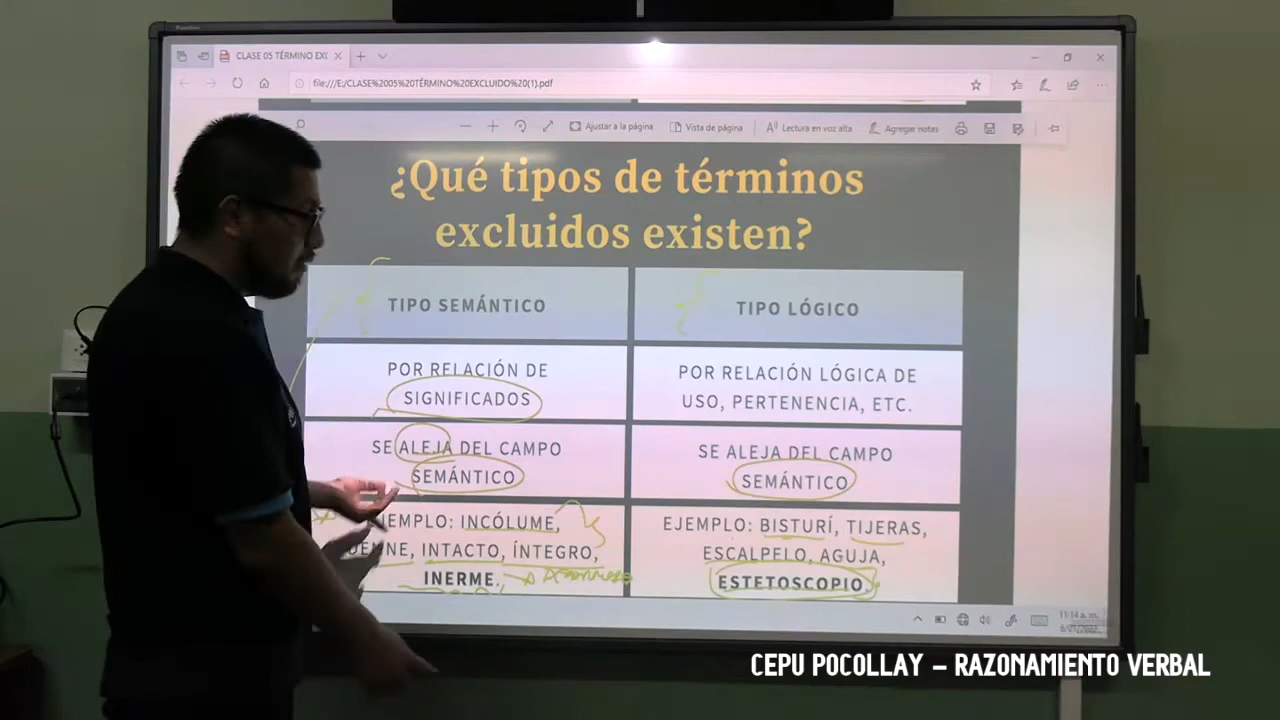 CLASE 05 TÉRMINO EXC
file:///E:/CLASE%2005%20TÉRMINO%20EXCLUIDO%20(1).pdf
Ajustar a la página
Vista de página
Lectura en voz alta
Agregar notas
¿Qué tipos de términos
excluidos existen?
TIPO SEMÁNTICO
TIPO LÓGICO
POR RELACIÓN DE
SIGNIFICADOS
POR RELACIÓN LÓGICA DE
USO, PERTENENCIA, ETC.
SE ALEJA DEL CAMPO
SEMÁNTICO
SE ALEJA DEL CAMPO
SEMÁNTICO
EJEMPLO: INCÓLUME,
INTACTO, ÍNTEGRO,
INERME.
EJEMPLO: BISTURÍ, TIJERAS,
ESCALPELO, AGUJA,
ESTETOSCOPIO.
11:14 a. m.
CEPU POCOLLAY – RAZONAMIENTO VERBAL